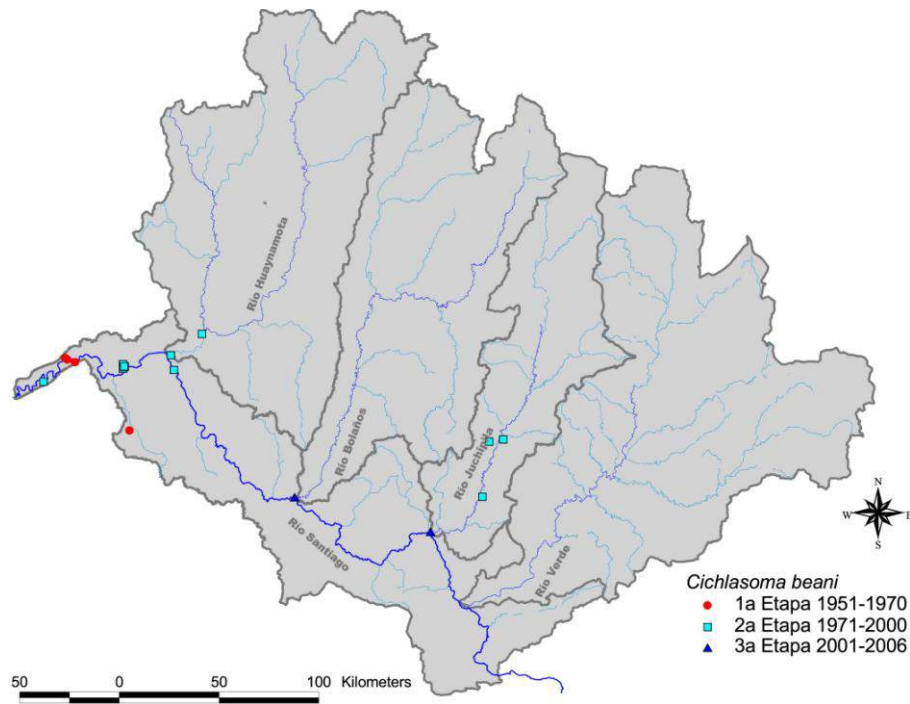 Río Huaynamota
Río Bolaños
Río Juchipila
Río Santiago
Río Verde
N
W
E
S
Cichlasoma beani
1a Etapa 1951-1970
2a Etapa 1971-2000
3a Etapa 2001-2006
50 0 50 100 Kilometers